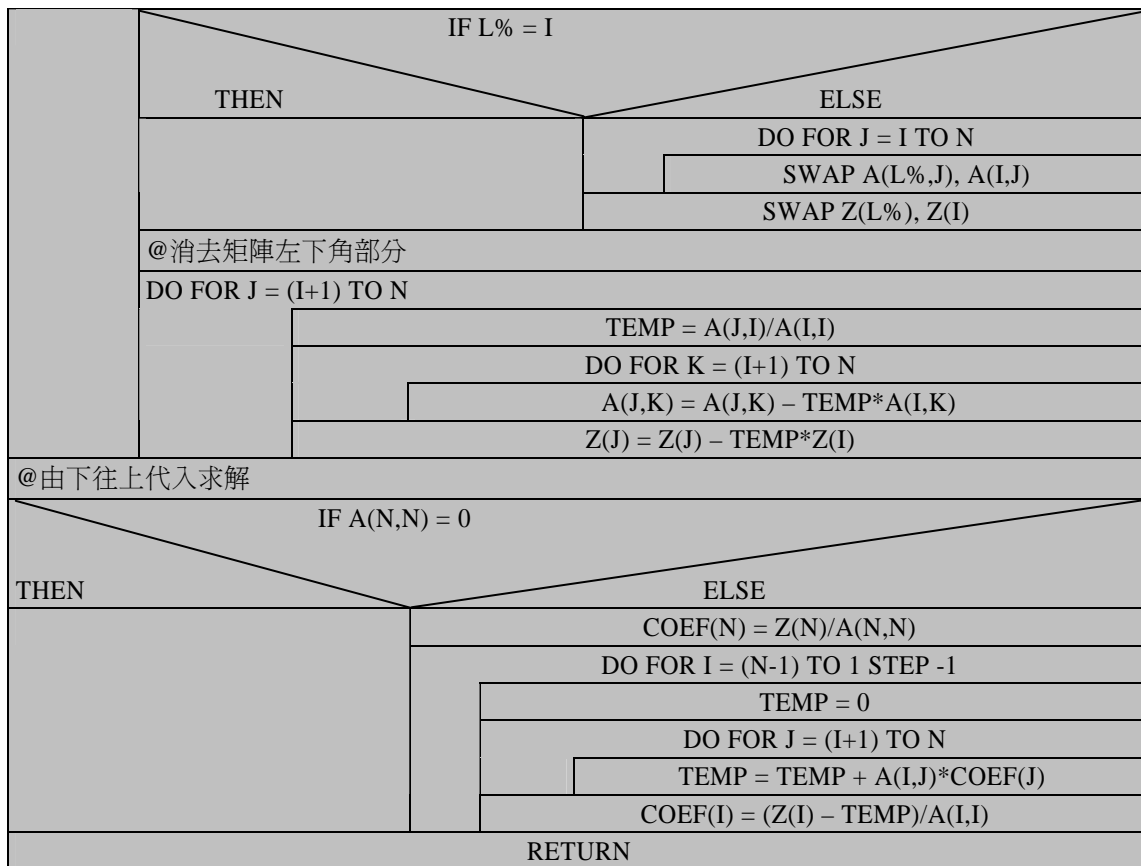 IF L% = I
THEN
ELSE
DO FOR J = I TO N
SWAP A(L%,J), A(I,J)
SWAP Z(L%), Z(I)
@消去矩陣左下角部分
DO FOR J = (I+1) TO N
TEMP = A(J,I)/A(I,I)
DO FOR K = (I+1) TO N
A(J,K) = A(J,K) – TEMP*A(I,K)
Z(J) = Z(J) – TEMP*Z(I)
@由下往上代入求解
IF A(N,N) = 0
THEN
ELSE
COEF(N) = Z(N)/A(N,N)
DO FOR I = (N-1) TO 1 STEP -1
TEMP = 0
DO FOR J = (I+1) TO N
TEMP = TEMP + A(I,J)*COEF(J)
COEF(I) = (Z(I) – TEMP)/A(I,I)
RETURN